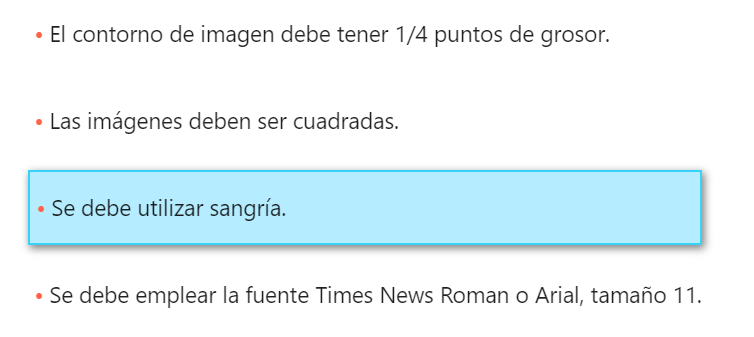 • El contorno de imagen debe tener 1/4 puntos de grosor.
• Las imágenes deben ser cuadradas.
• Se debe utilizar sangría.
• Se debe emplear la fuente Times News Roman o Arial, tamaño 11.